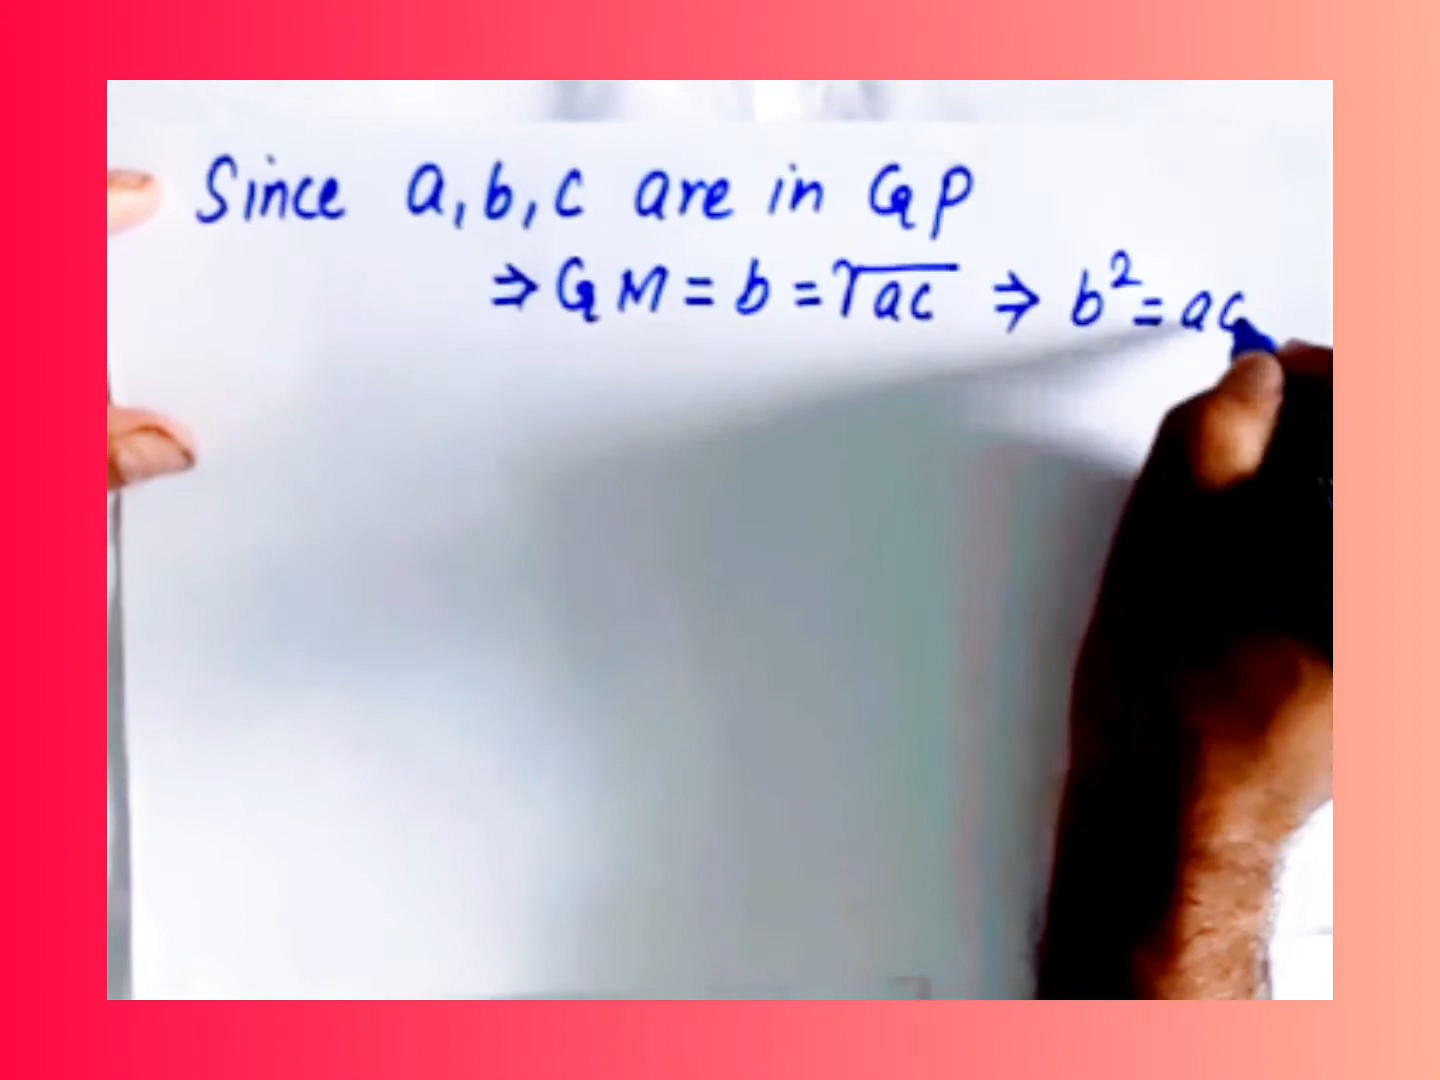 Since a, b, c are in GP
⇒ GM = b = √ac ⇒ b² = ac